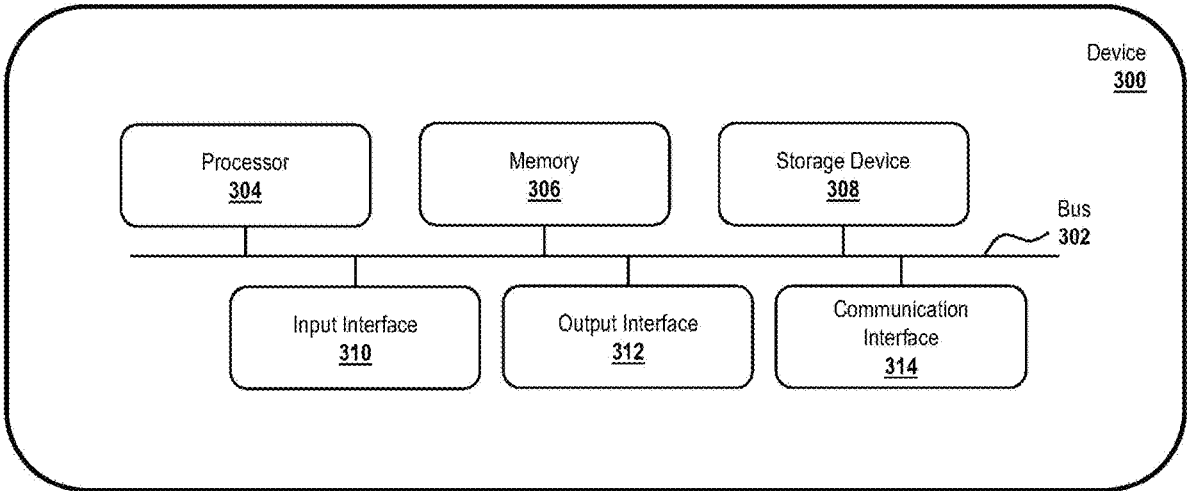 Device
300
Processor
304
Memory
306
Storage Device
308
Bus
302
Input Interface
310
Output Interface
312
Communication
Interface
314